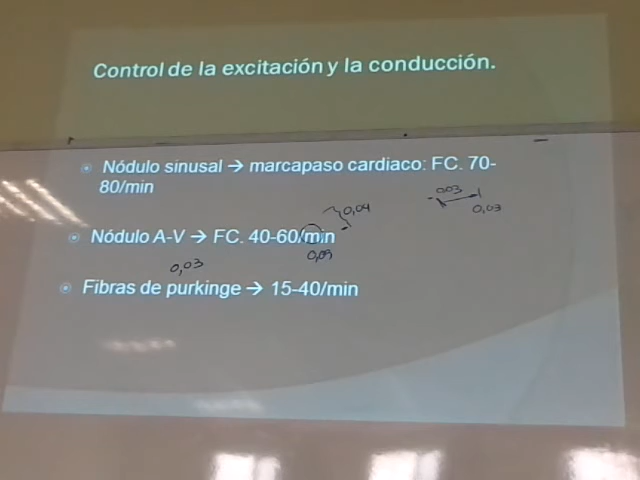 Control de la excitación y la conducción.
Nódulo sinusal → marcapaso cardiaco: FC. 70-
80/min
0,03
0,03
0,04
Nódulo A-V → FC. 40-60/min
0,09
0,03
Fibras de purkinge → 15-40/min